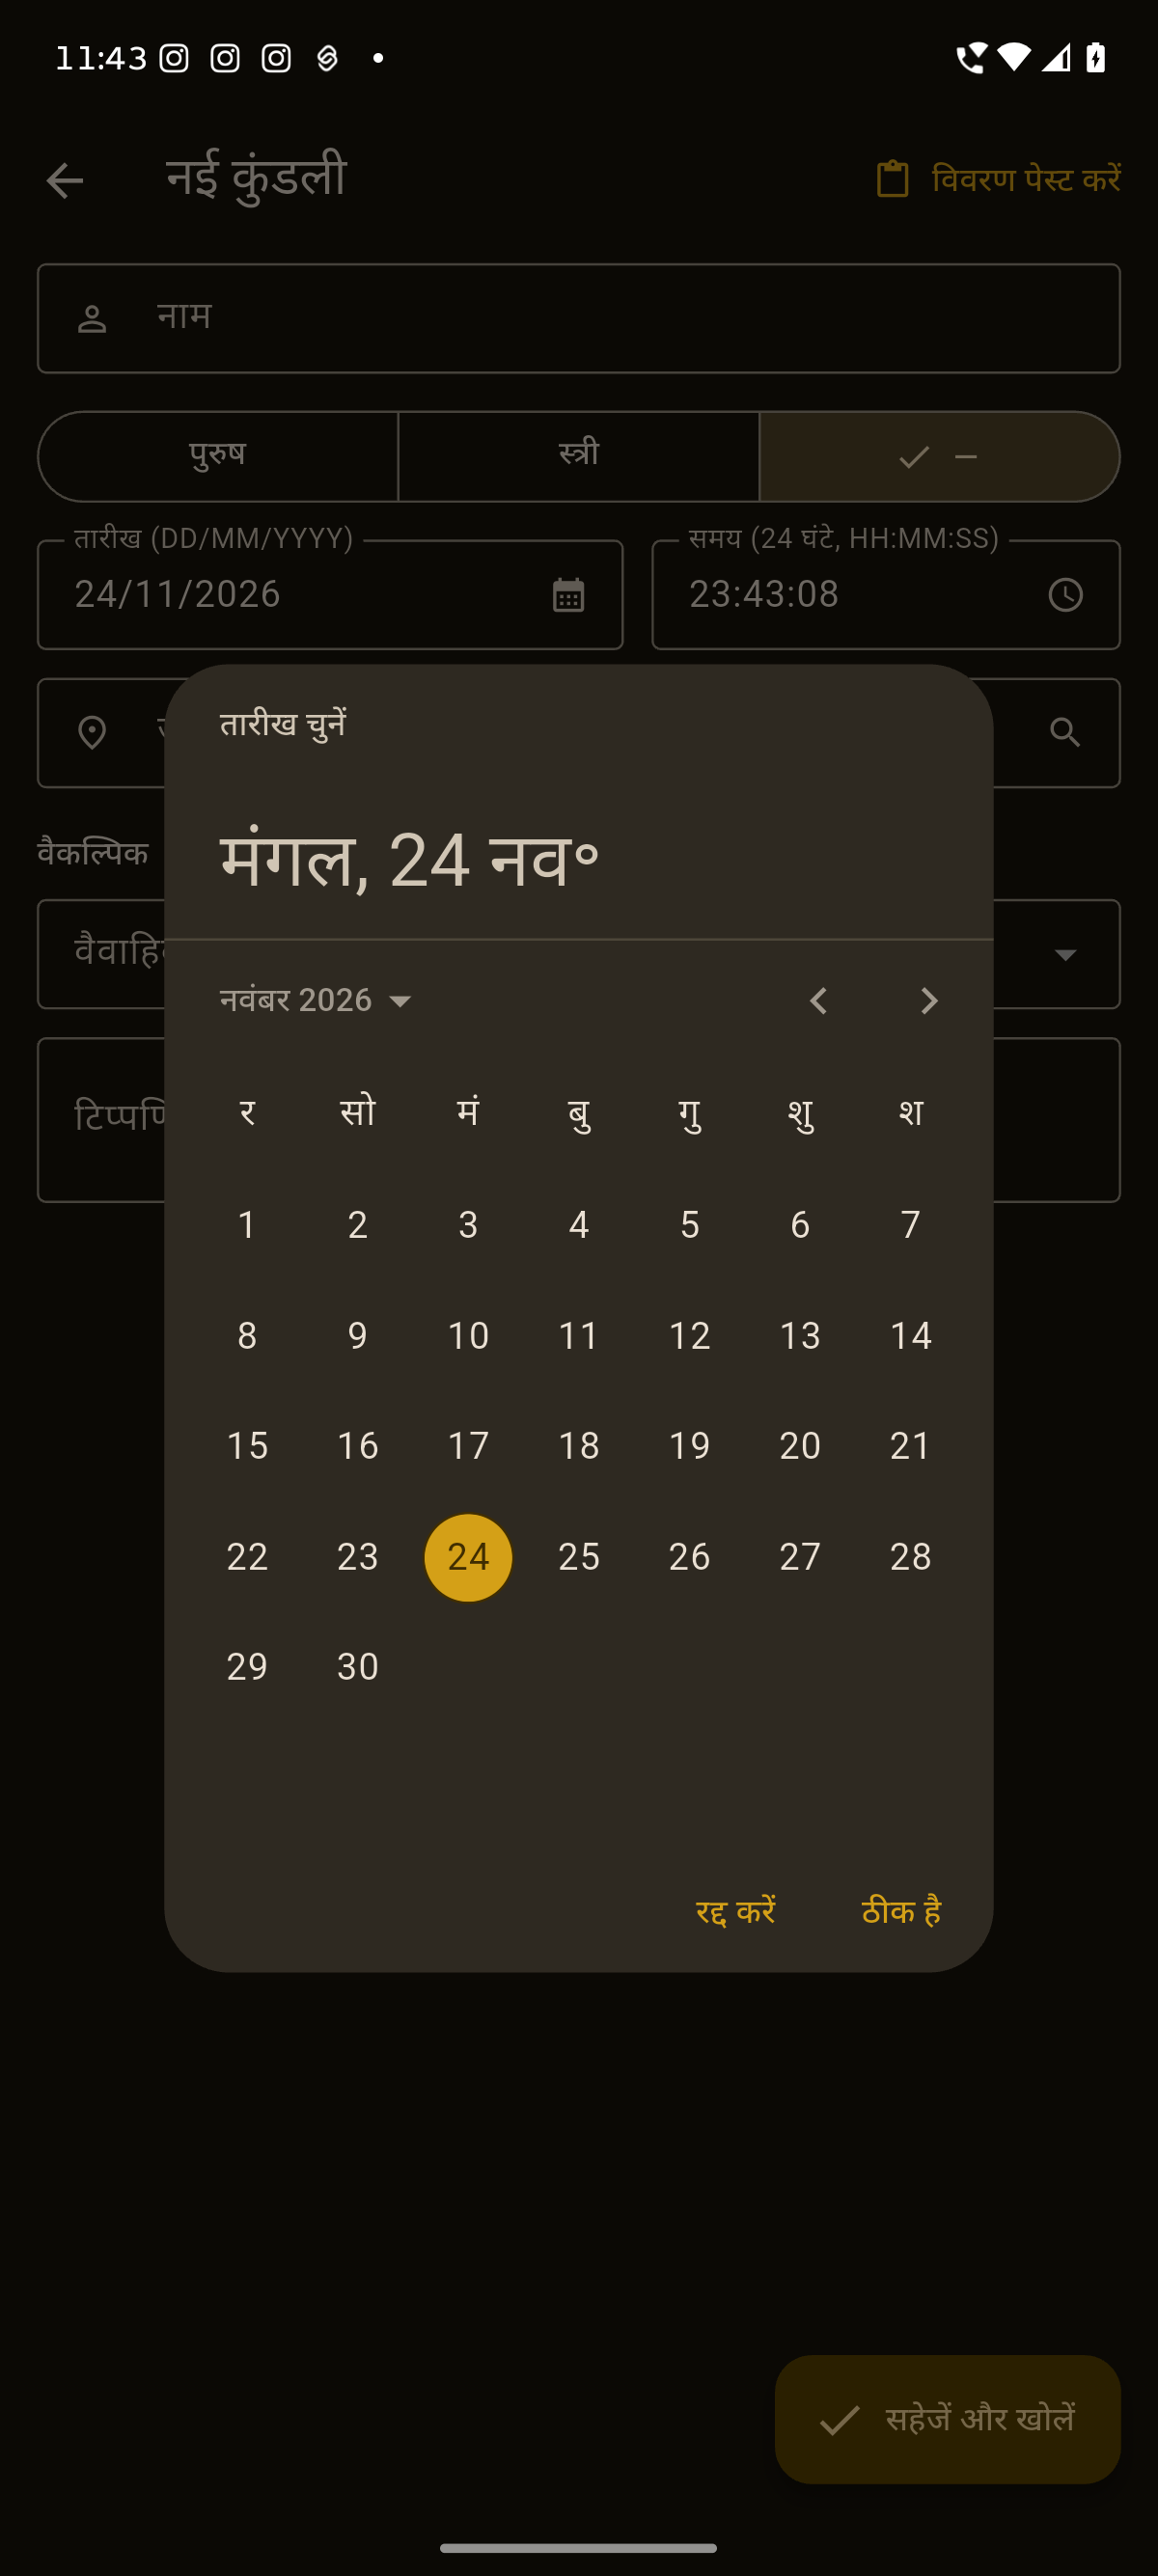 11:43
नई कुंडली
विवरण पेस्ट करें
नाम
पुरुष स्त्री –
तारीख (DD/MM/YYYY) समय (24 घंटे, HH:MM:SS)
24/11/2026 23:43:08
तारीख चुनें
मंगल, 24 नव॰
वैकल्पिक
नवंबर 2026
र सो मं बु गु शु श
1 2 3 4 5 6 7
8 9 10 11 12 13 14
15 16 17 18 19 20 21
22 23 24 25 26 27 28
29 30
रद्द करें ठीक है
सहेजें और खोलें